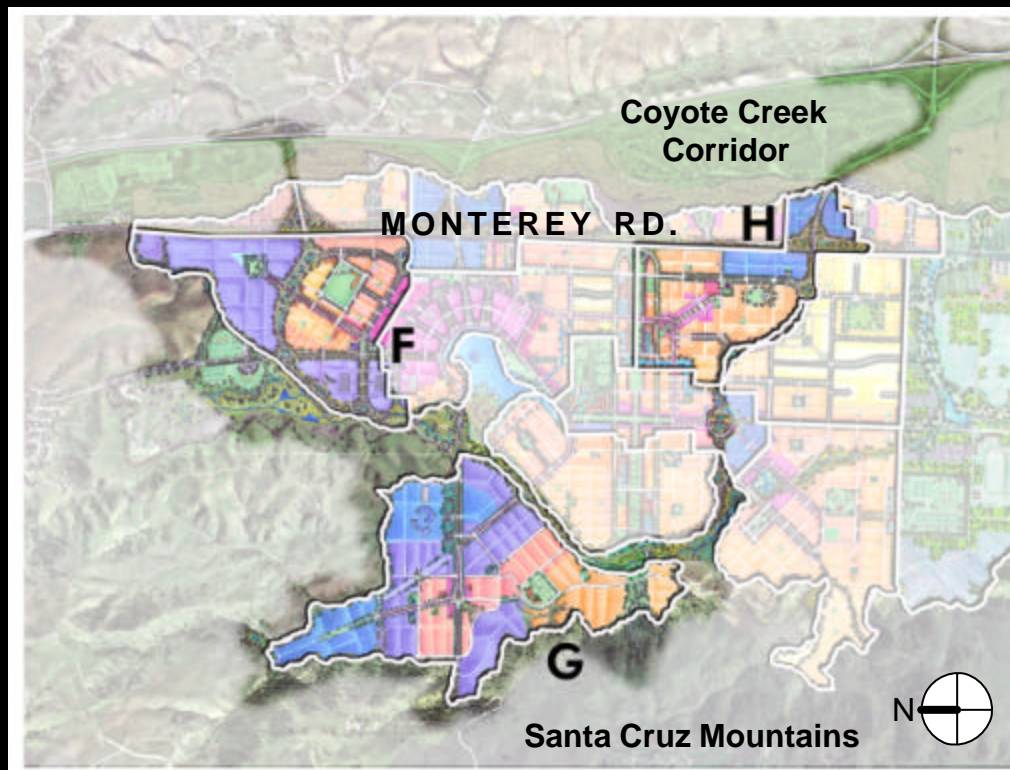 Coyote Creek
Corridor
MONTEREY RD.
H
F
G
N
Santa Cruz Mountains